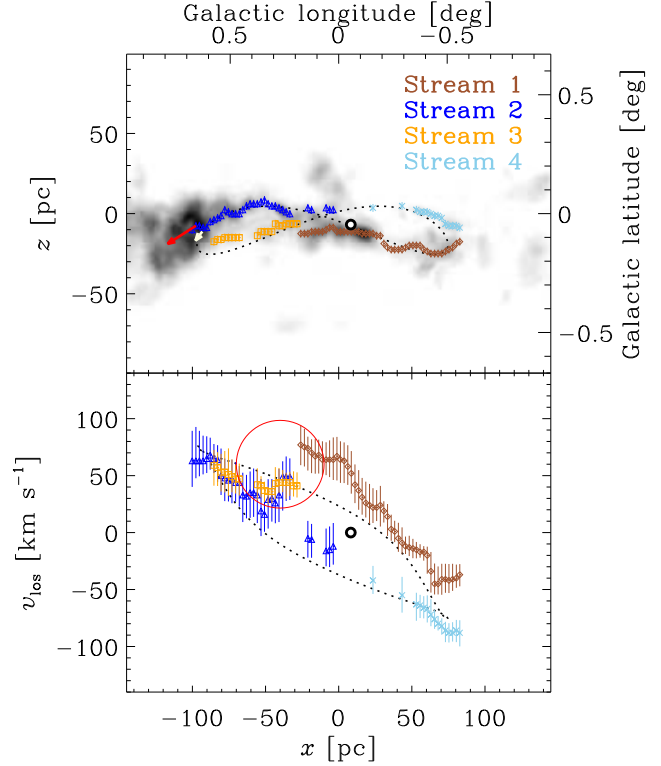 Galactic longitude [deg]
0.5 0 −0.5
Stream 1
Stream 2
Stream 3
Stream 4
50
0
−50
z [pc]
0.5
0
−0.5
Galactic latitude [deg]
100
50
0
−50
−100
v_los [km s⁻¹]
−100 −50 0 50 100
x [pc]